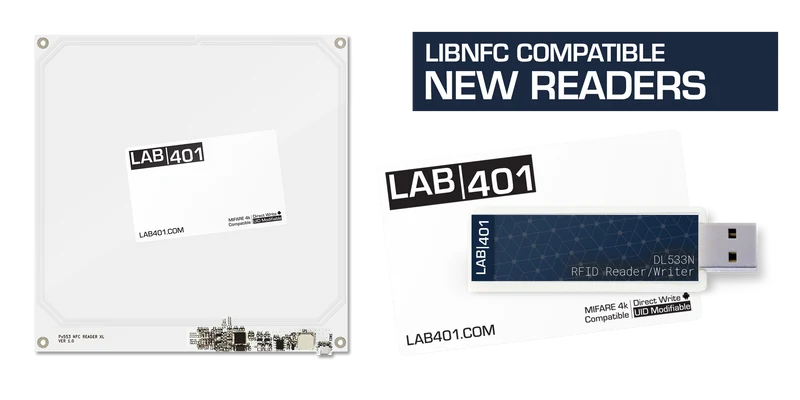 LAB|401
LAB401.COM
MIFARE 4k Compatible | Direct Write
UID Modifiable
Pn553 NFC READER XL
VER 1.0
LIBNFC COMPATIBLE
NEW READERS
LAB|401
LAB|401
DL533N
RFID Reader/Writer
MIFARE 4k | Direct Write
Compatible | UID Modifiable
LAB401.COM